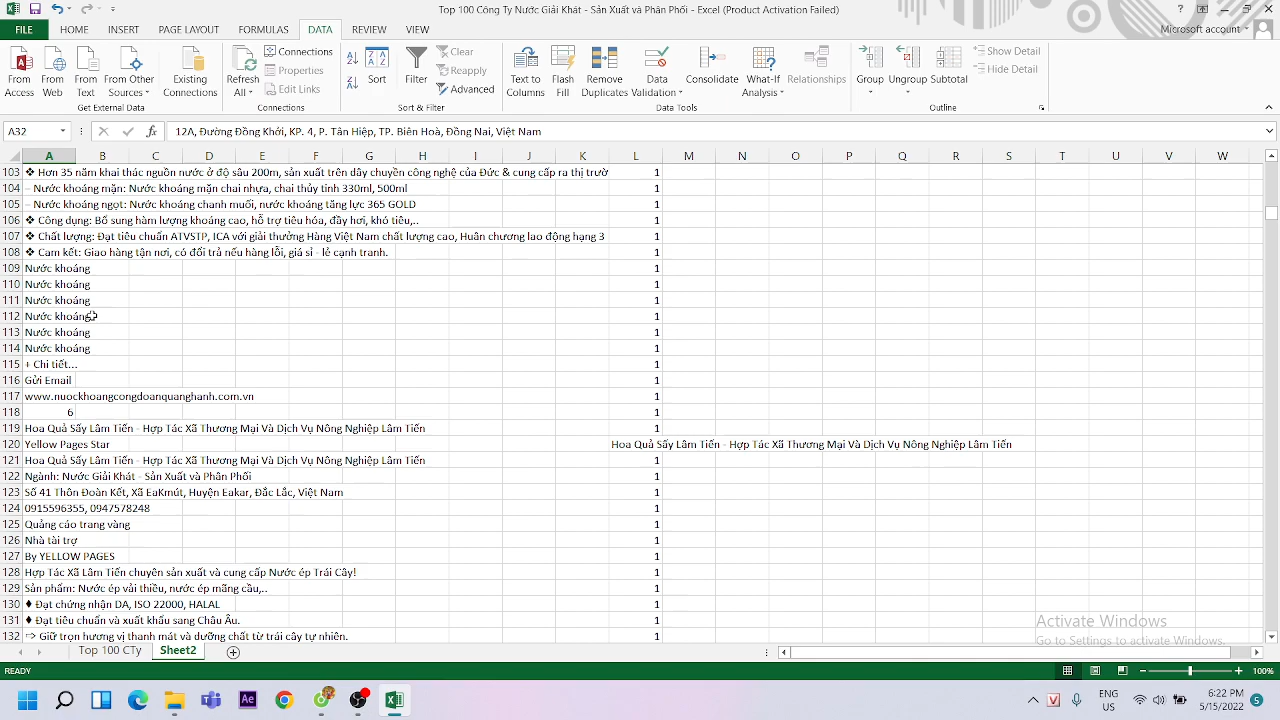 Top 100 Công Ty Nước Giải Khát - Sản Xuất và Phân Phối - Excel (Product Activation Failed)
FILE HOME INSERT PAGE LAYOUT FORMULAS DATA REVIEW VIEW Microsoft account
From Access
From Web
From Text
From Other Sources
Existing Connections
Get External Data
Refresh All
Connections
Properties
Edit Links
Connections
Sort
Filter
Clear
Reapply
Advanced
Sort & Filter
Text to Columns
Flash Fill
Remove Duplicates
Data Validation
Consolidate
What-If Analysis
Relationships
Data Tools
Group
Ungroup
Subtotal
Show Detail
Hide Detail
Outline
A32 fx 12A, Đường Đồng Khởi, KP. 4, P. Tân Hiệp, TP. Biên Hoà, Đồng Nai, Việt Nam
A B C D E F G H I J K L M N O P Q R S T U V W
103 ❖ Hơn 35 năm khai thác nguồn nước ở độ sâu 200m, sản xuất trên dây chuyền công nghệ của Đức & cung cấp ra thị trườ 1
104 – Nước khoáng mặn: Nước khoáng mặn chai nhựa, chai thủy tinh 330ml, 500ml 1
105 – Nước khoáng ngọt: Nước khoáng chanh muối, nước khoáng tăng lực 365 GOLD 1
106 ❖ Công dụng: Bổ sung hàm lượng khoáng cao, hỗ trợ tiêu hóa, đầy hơi, khó tiêu,.. 1
107 ❖ Chất lượng: Đạt tiêu chuẩn ATVSTP, ICA với giải thưởng Hàng Việt Nam chất lượng cao, Huân chương lao động hạng 3 1
108 ❖ Cam kết: Giao hàng tận nơi, có đổi trả nếu hàng lỗi, giá sỉ - lẻ cạnh tranh. 1
109 Nước khoáng 1
110 Nước khoáng 1
111 Nước khoáng 1
112 Nước khoáng 1
113 Nước khoáng 1
114 Nước khoáng 1
115 + Chi tiết... 1
116 Gửi Email 1
117 www.nuockhoangcongdoanquanghanh.com.vn 1
118 6 1
119 Hoa Quả Sấy Lâm Tiến - Hợp Tác Xã Thương Mại Và Dịch Vụ Nông Nghiệp Lâm Tiến 1
120 Yellow Pages Star Hoa Quả Sấy Lâm Tiến - Hợp Tác Xã Thương Mại Và Dịch Vụ Nông Nghiệp Lâm Tiến
121 Hoa Quả Sấy Lâm Tiến - Hợp Tác Xã Thương Mại Và Dịch Vụ Nông Nghiệp Lâm Tiến 1
122 Ngành: Nước Giải Khát - Sản Xuất và Phân Phối 1
123 Số 41 Thôn Đoàn Kết, Xã EaKmút, Huyện Eakar, Đắc Lắc, Việt Nam 1
124 0915596355, 0947578248 1
125 Quảng cáo trang vàng 1
126 Nhà tài trợ 1
127 By YELLOW PAGES 1
128 Hợp Tác Xã Lâm Tiến chuyên sản xuất và cung cấp Nước ép Trái Cây! 1
129 Sản phẩm: Nước ép vải thiều, nước ép mãng cầu,.. 1
130 ♦ Đạt chứng nhận DA, ISO 22000, HALAL 1
131 ♦ Đạt tiêu chuẩn và xuất khẩu sang Châu Âu. 1
132 => Giữ trọn hương vị thanh mát và dưỡng chất từ trái cây tự nhiên. 1
Activate Windows
Go to Settings to activate Windows.
Top 100 CTy Sheet2
READY 100%
Ae V ENG US 6:22 PM 5/15/2022 5